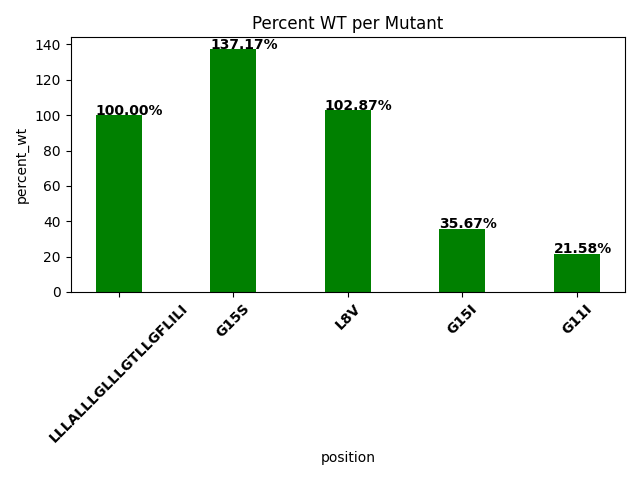 Percent WT per Mutant
percent_wt
140
120
100
80
60
40
20
0
100.00%
137.17%
102.87%
35.67%
21.58%
LLLALLLGLLLGTLLGFLILI
G15S
L8V
G15I
G11I
position